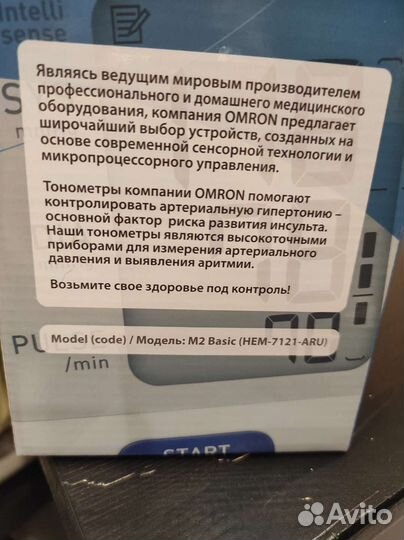 Intelli
sense
Являясь ведущим мировым производителем
профессионального и домашнего медицинского
оборудования, компания OMRON предлагает
широчайший выбор устройств, созданных на
основе современной сенсорной технологии и
микропроцессорного управления.
Тонометры компании OMRON помогают
контролировать артериальную гипертонию –
основной фактор риска развития инсульта.
Наши тонометры являются высокоточными
приборами для измерения артериального
давления и выявления аритмии.
Возьмите свое здоровье под контроль!
Model (code) / Модель: M2 Basic (HEM-7121-ARU)
/min
START
Avito